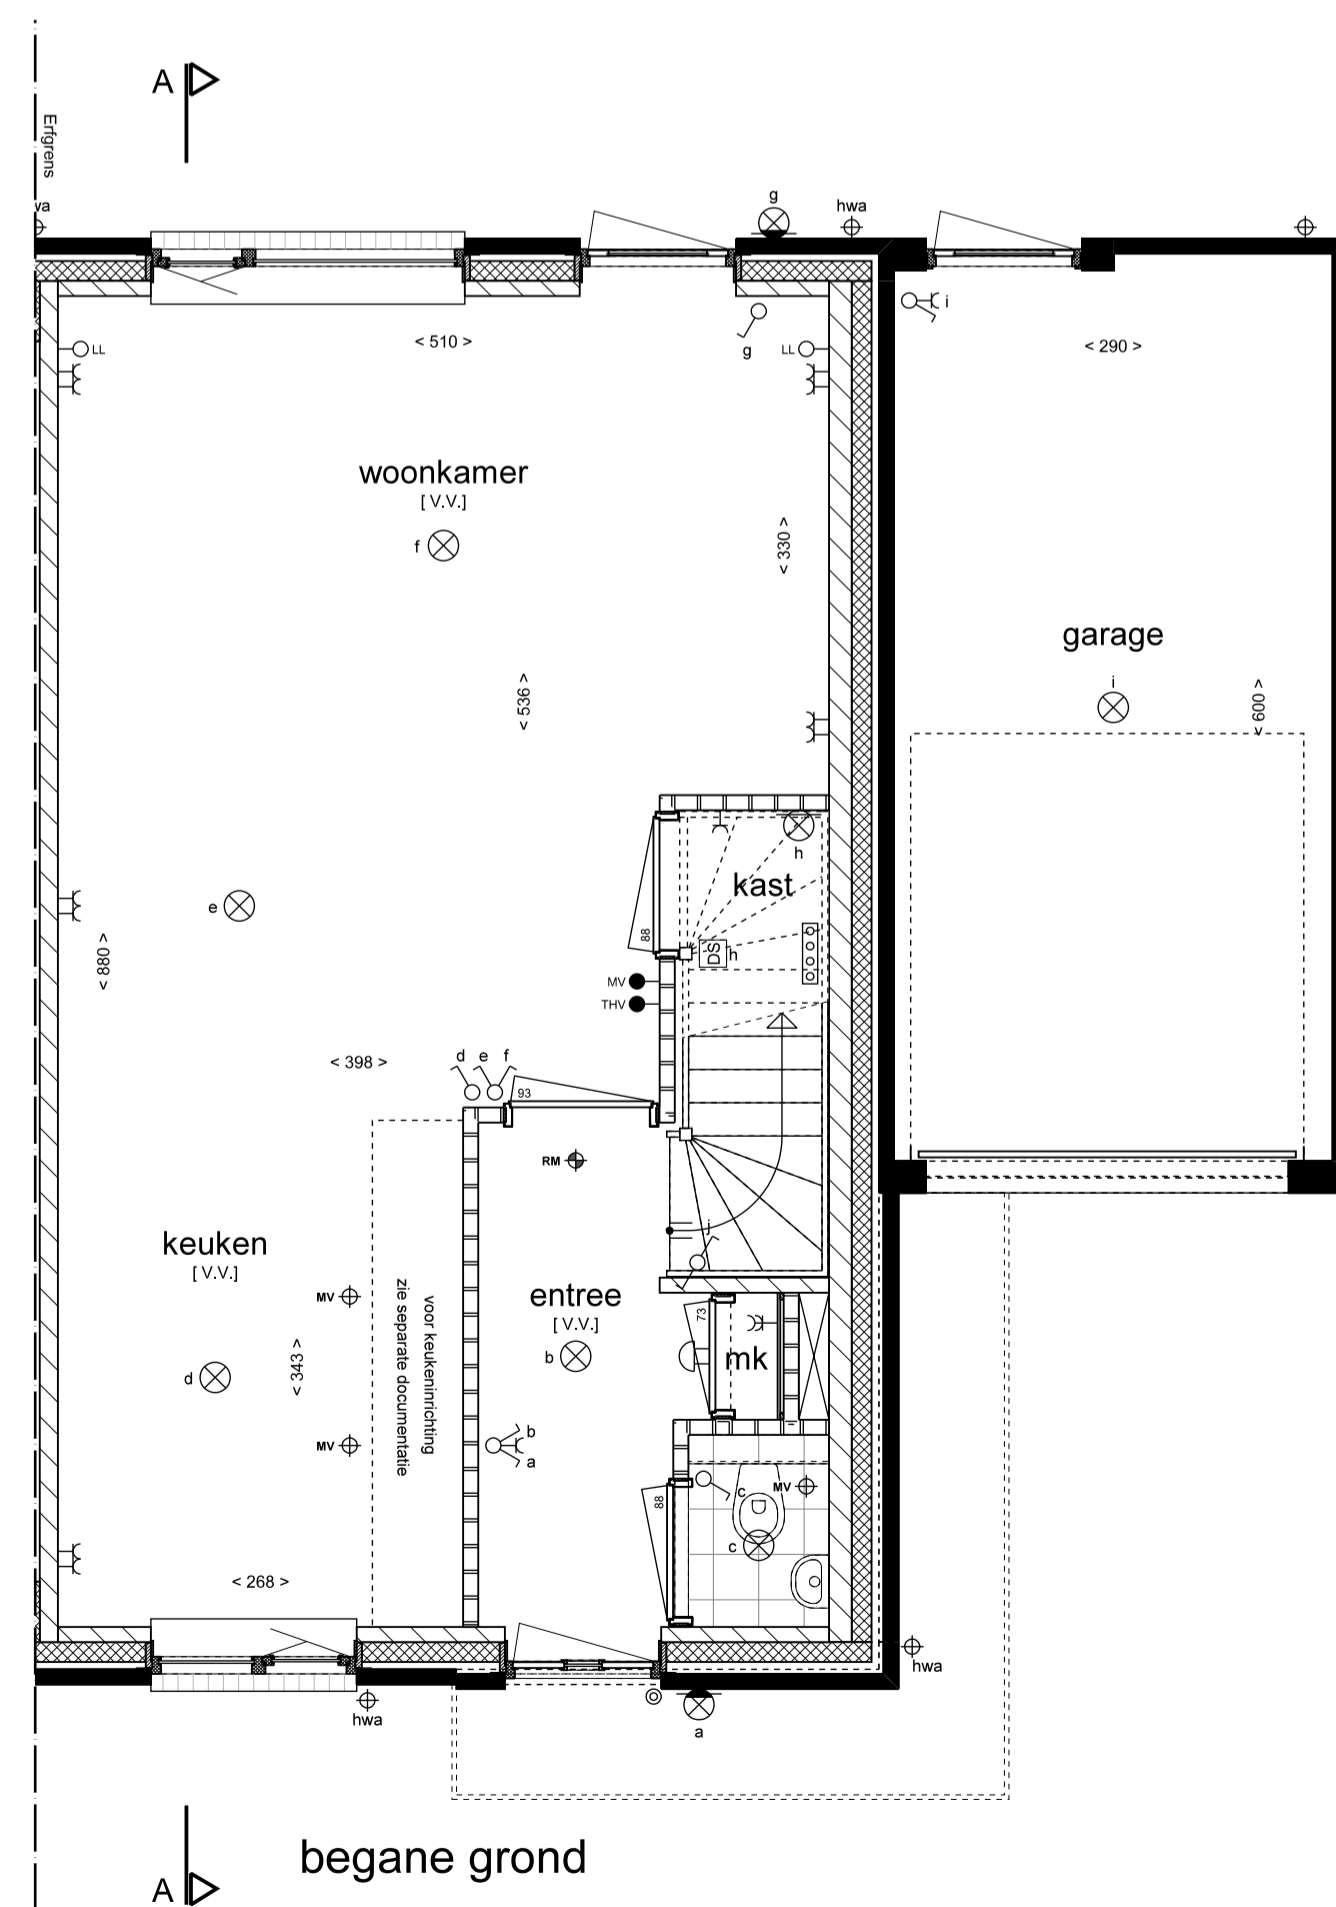 A
Erfgrens
g
hwa
g
i
LL
< 510 >
LL
< 290 >
woonkamer
[ V.V.]
f
< 330 >
garage
i
< 536 >
< 600 >
h
kast
e
88
DS
h
< 880 >
MV
THV
< 398 >
d e f
93
RM
j
keuken
[ V.V.]
MV
zie separate documentatie
voor keukeninrichting
entree
[ V.V.]
b
73
mk
< 343 >
d
MV
b
a
88
c
MV
c
< 268 >
hwa
hwa
a
begane grond
A